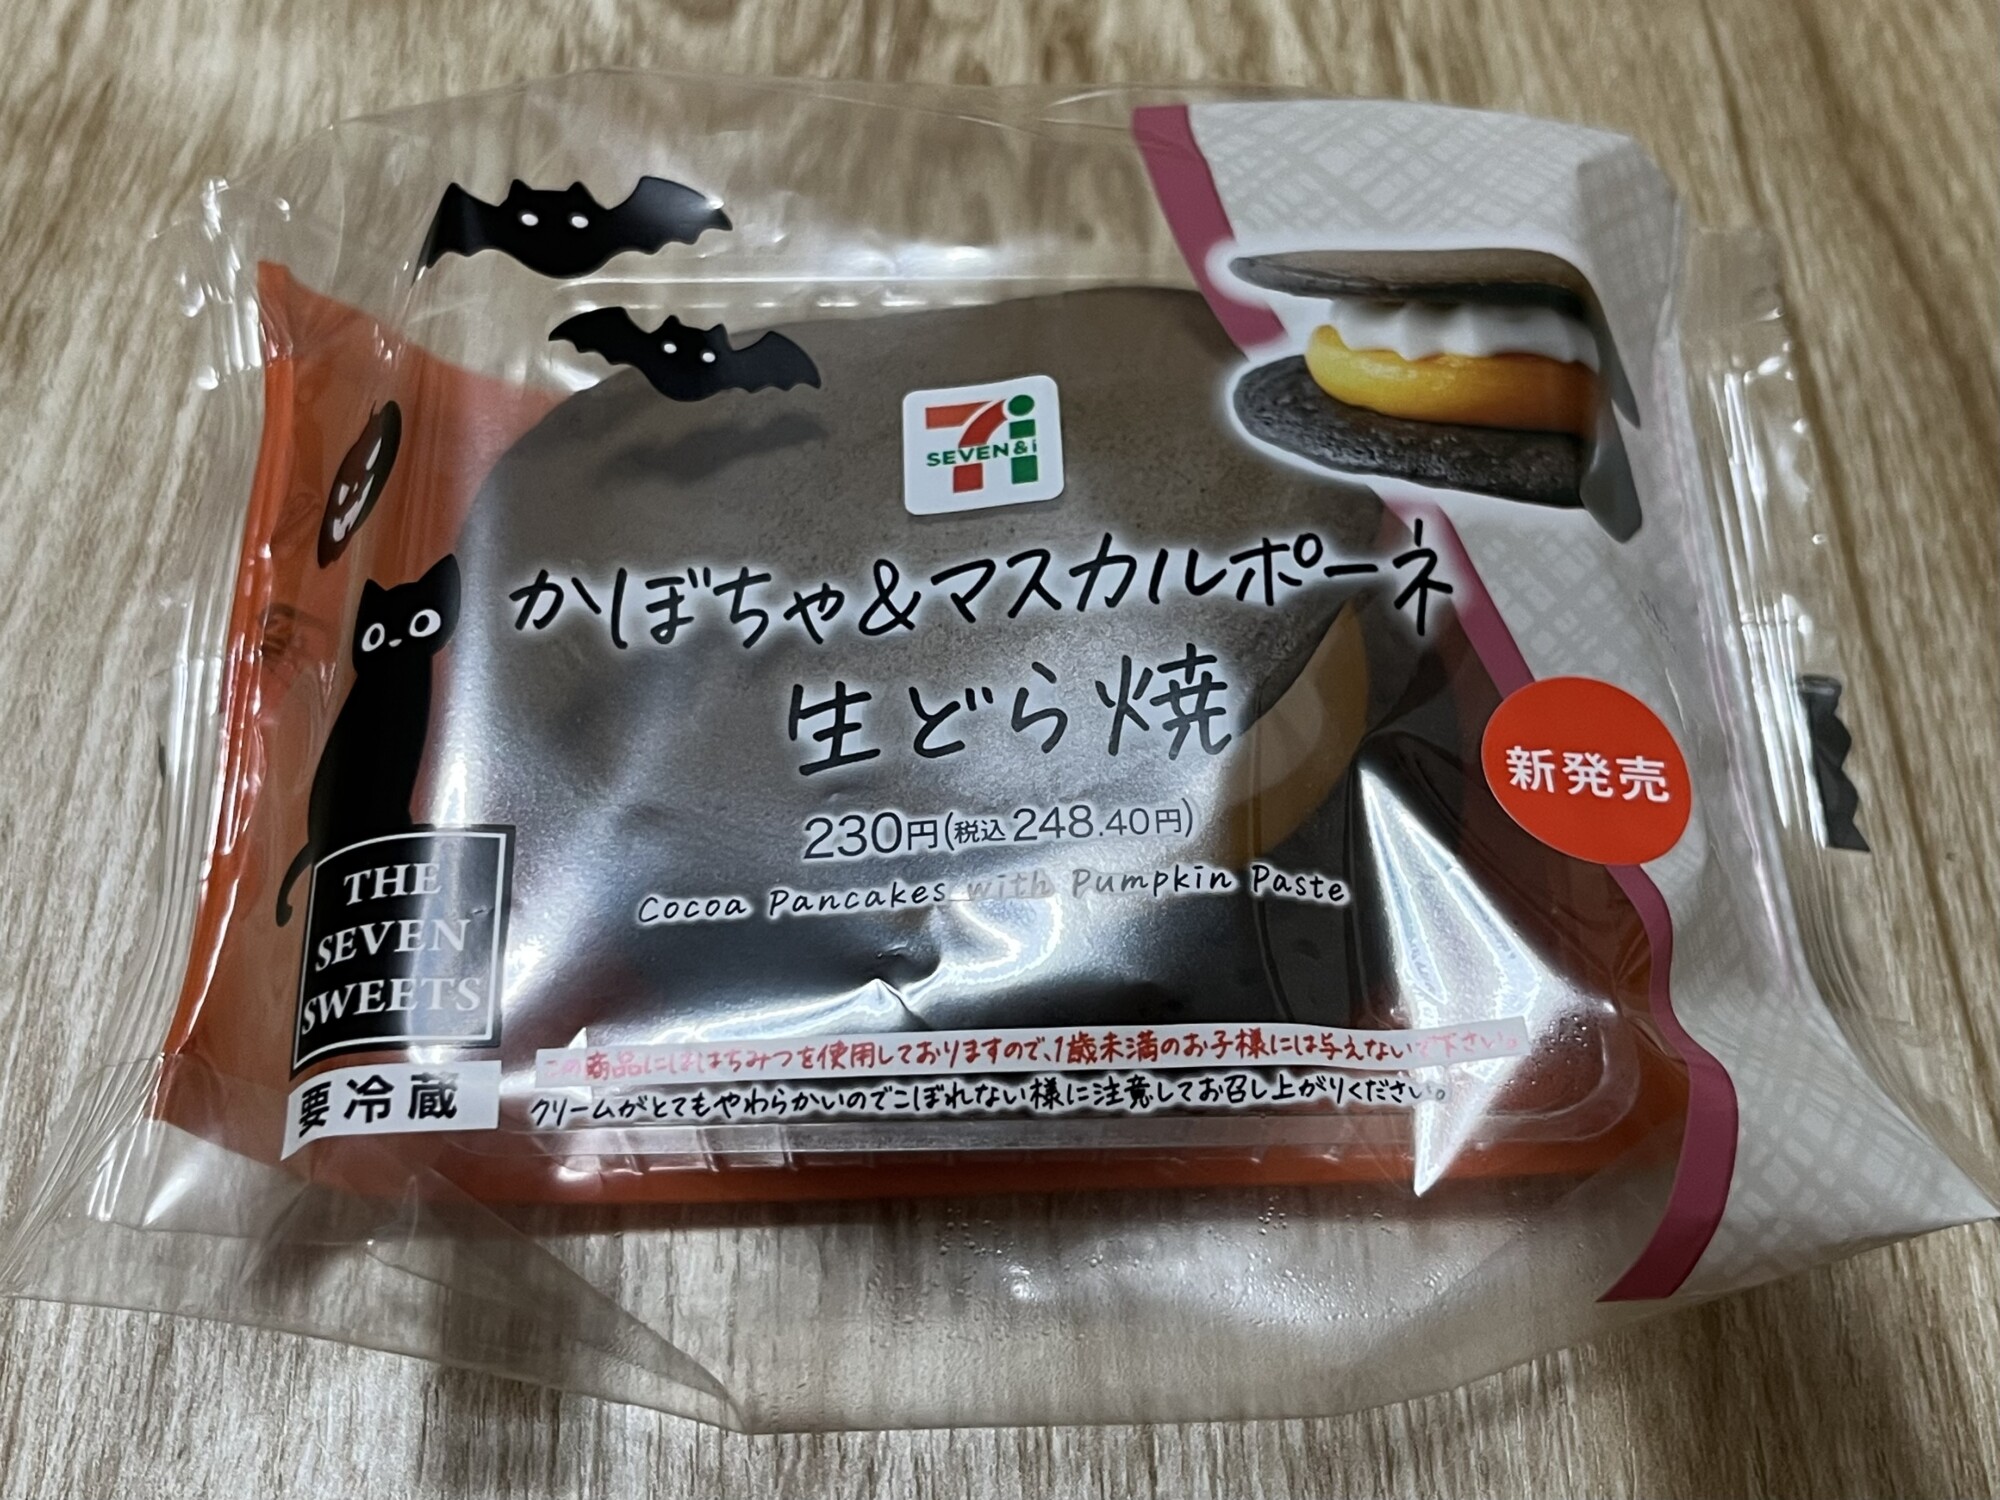 SEVEN&i
かぼちゃ&マスカルポーネ
生どら焼
新発売
230円(税込248.40円)
Cocoa Pancakes with Pumpkin Paste
THE
SEVEN
SWEETS
要冷蔵
この商品にははちみつを使用しておりますので、1歳未満のお子様には与えないで下さい。
クリームがとてもやわらかいのでこぼれない様に注意してお召し上がりください。